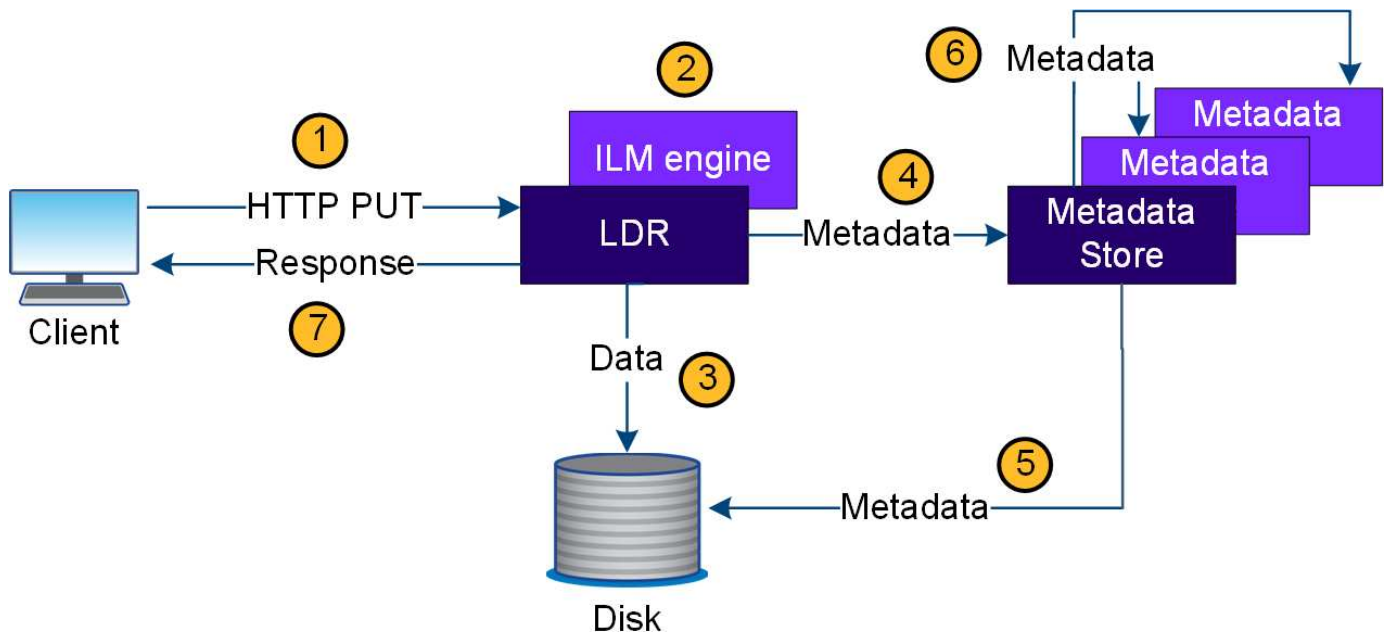 6
Metadata
2
Metadata
1
ILM engine
Metadata
4
HTTP PUT
LDR
Metadata
Metadata
Store
Response
7
Client
Data
3
5
Metadata
Disk